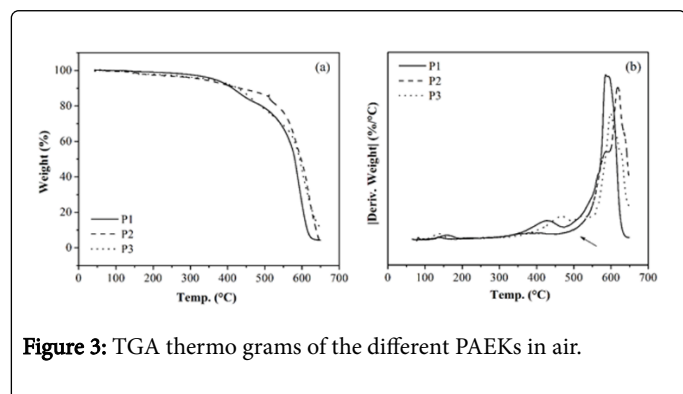 (a)
100
80
60
40
20
0
Weight (%)
P1
P2
P3
0 100 200 300 400 500 600 700
Temp. (°C)
(b)
P1
P2
P3
|Deriv. Weight| (%/°C)
0 100 200 300 400 500 600 700
Temp. (°C)
Figure 3: TGA thermo grams of the different PAEKs in air.